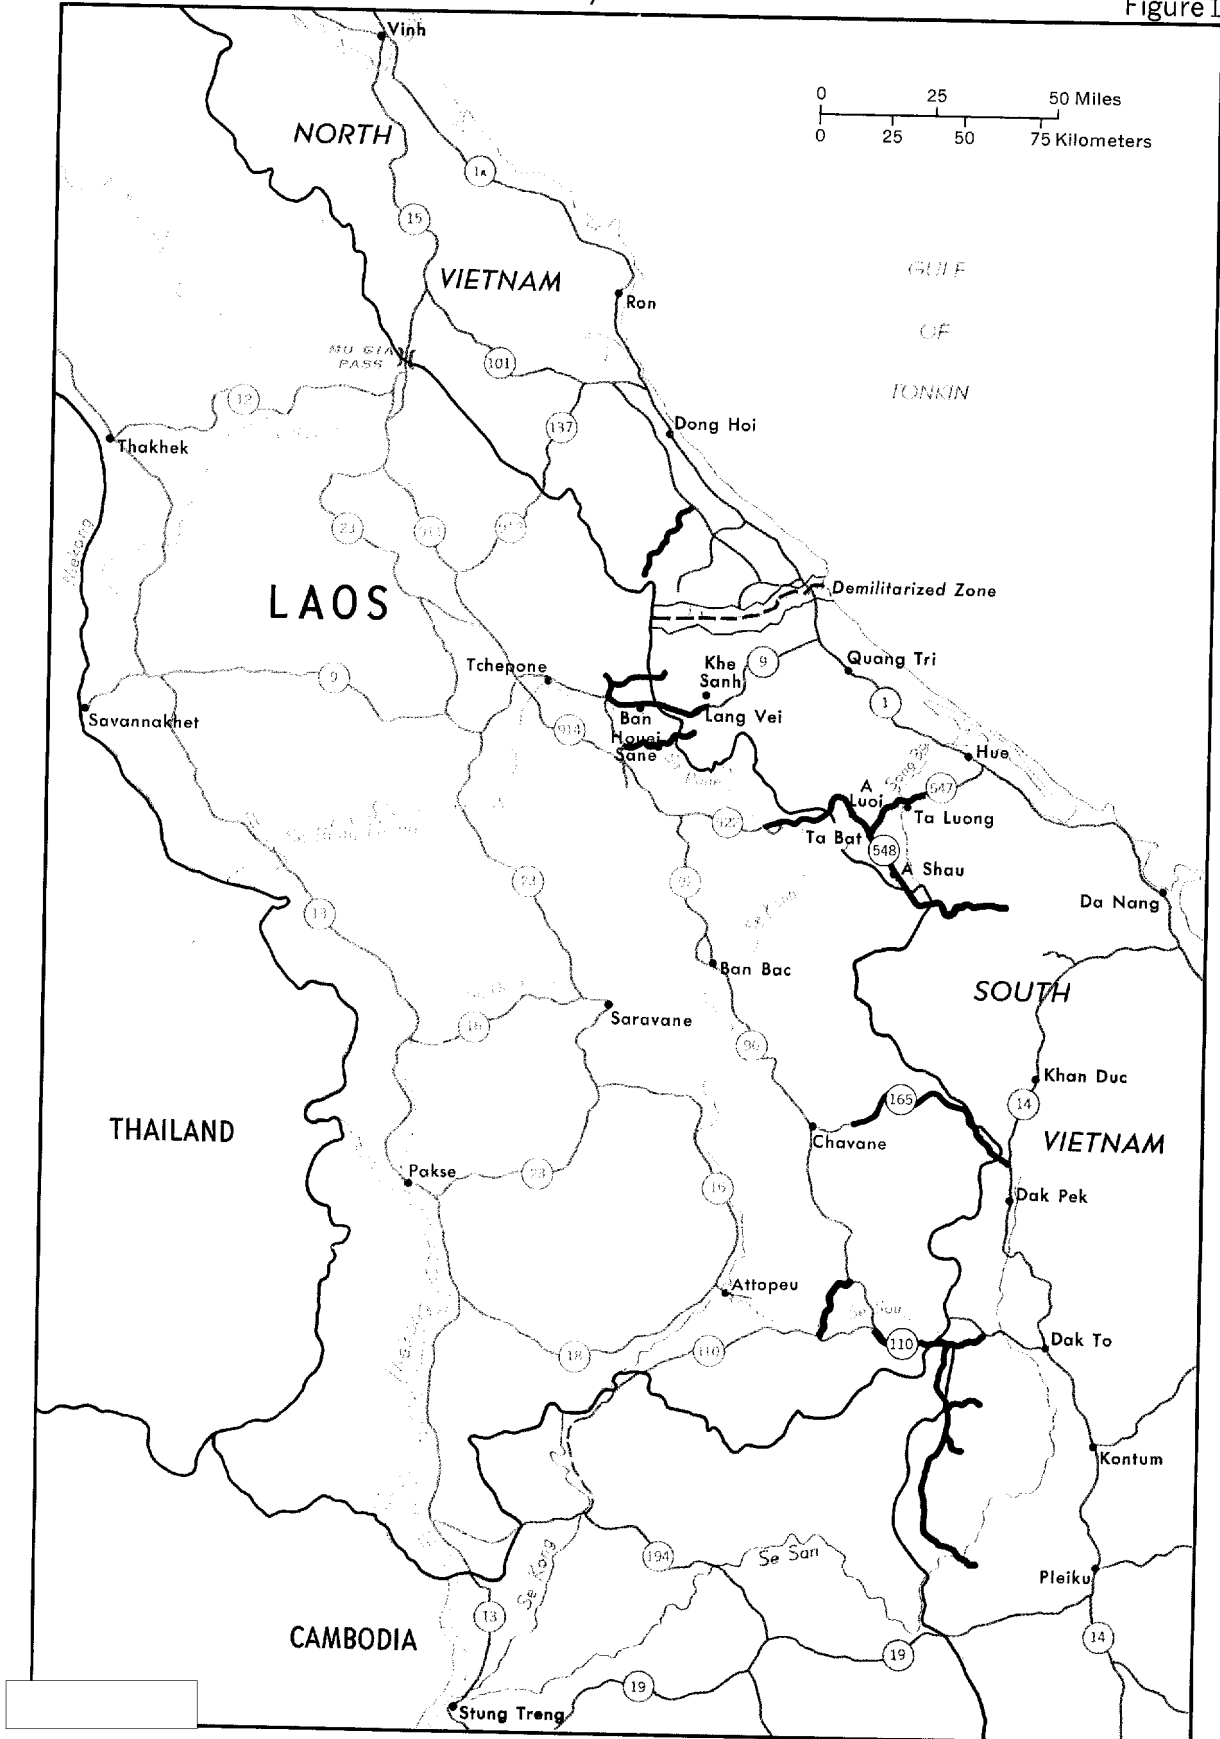 Figure
Vinh
0 25 50 Miles
0 25 50 75 Kilometers
NORTH
1A
15
VIETNAM
GULF
Ron
OF
MU GIA
PASS
101
TONKIN
12
Dong Hoi
137
Thakhek
23
911
912
Mekong
Demilitarized Zone
LAOS
Tchepone
Khe
Sanh
9
Quang Tri
9
1
Savannakhet
Ban
Houei
Sane
Lang Vei
914
Hue
A
Luoi
547
Ta Luong
922
Ta Bat
548
A Shau
23
Da Nang
13
Ban Bac
SOUTH
Saravane
16
96
Khan Duc
165
14
THAILAND
Chavane
VIETNAM
Pakse
23
16
Dak Pek
Attopeu
110
Dak To
18
110
Kontum
194
Se San
Se Kong
Pleiku
13
CAMBODIA
14
19
19
Stung Treng